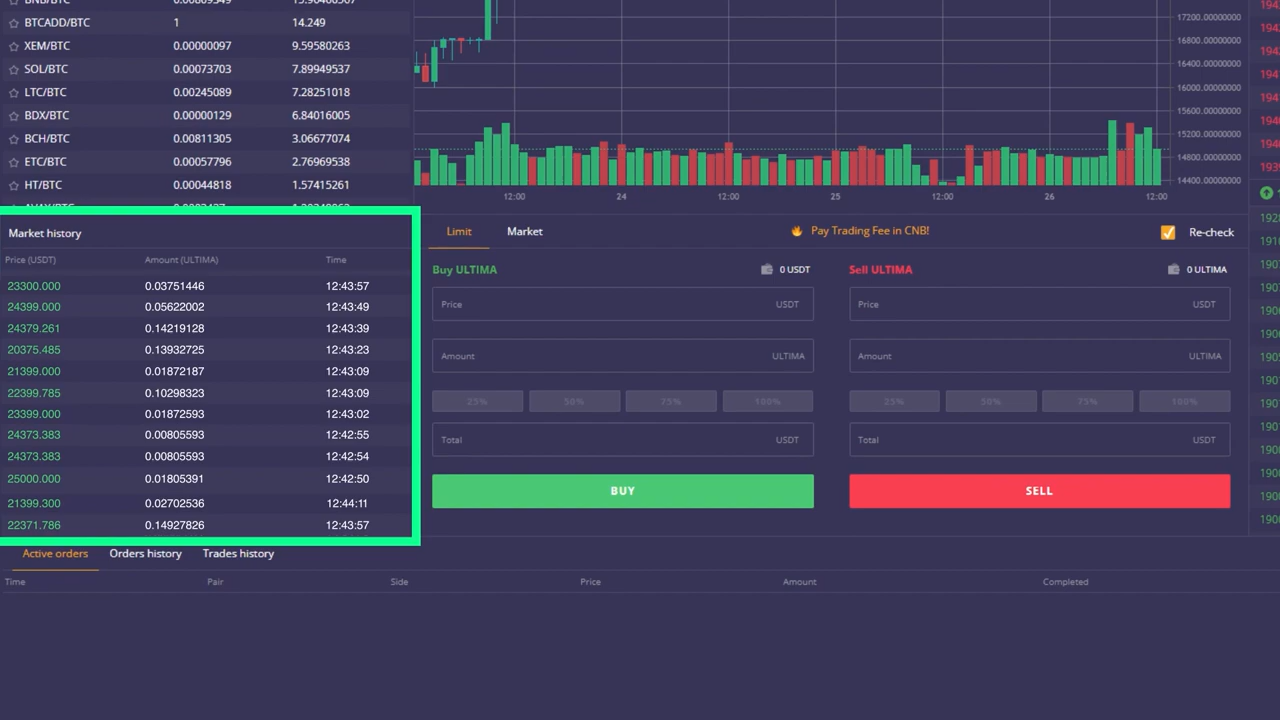 BTCADD/BTC 1 14.249
XEM/BTC 0.00000097 9.59580263
SOL/BTC 0.00073703 7.89949537
LTC/BTC 0.00245089 7.28251018
BDX/BTC 0.00000129 6.84016005
BCH/BTC 0.00811305 3.06677074
ETC/BTC 0.00057796 2.76969538
HT/BTC 0.00044818 1.57415261
17200.00000000
16800.00000000
16400.00000000
16000.00000000
15600.00000000
15200.00000000
14800.00000000
14400.00000000
12:00 24 12:00 25 12:00 26 12:00
Market history
Price (USDT) Amount (ULTIMA) Time
23300.000 0.03751446 12:43:57
24399.000 0.05622002 12:43:49
24379.261 0.14219128 12:43:39
20375.485 0.13932725 12:43:23
21399.000 0.01872187 12:43:09
22399.785 0.10298323 12:43:09
23399.000 0.01872593 12:43:02
24373.383 0.00805593 12:42:55
24373.383 0.00805593 12:42:54
25000.000 0.01805391 12:42:50
21399.300 0.02702536 12:44:11
22371.786 0.14927826 12:43:57
Limit Market Pay Trading Fee in CNB! Re-check
Buy ULTIMA 0 USDT Sell ULTIMA 0 ULTIMA
Price USDT Price USDT
Amount ULTIMA Amount ULTIMA
25% 50% 75% 100% 25% 50% 75% 100%
Total USDT Total USDT
BUY SELL
Active orders Orders history Trades history
Time Pair Side Price Amount Completed